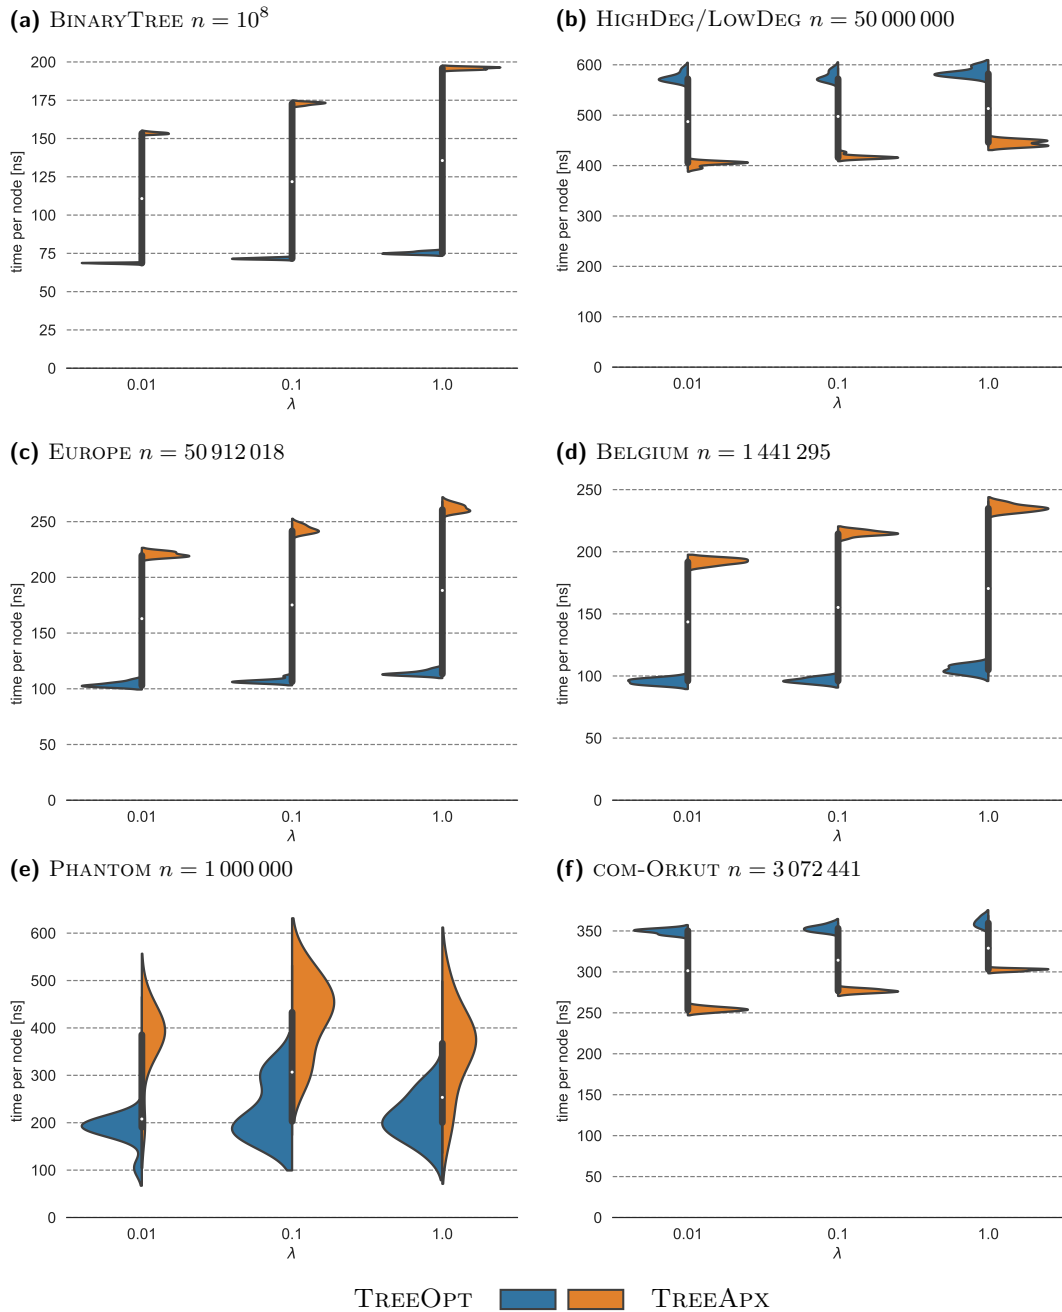 (a) BINARYTREE n = 10⁸
time per node [ns]
200
175
150
125
100
75
50
25
0
0.01 0.1 1.0
λ
(b) HIGHDEG/LOWDEG n = 50 000 000
time per node [ns]
600
500
400
300
200
100
0
0.01 0.1 1.0
λ
(c) EUROPE n = 50 912 018
time per node [ns]
250
200
150
100
50
0
0.01 0.1 1.0
λ
(d) BELGIUM n = 1 441 295
time per node [ns]
250
200
150
100
50
0
0.01 0.1 1.0
λ
(e) PHANTOM n = 1 000 000
time per node [ns]
600
500
400
300
200
100
0
0.01 0.1 1.0
λ
(f) COM-ORKUT n = 3 072 441
time per node [ns]
350
300
250
200
150
100
50
0
0.01 0.1 1.0
λ
TREEOPT TREEAPX